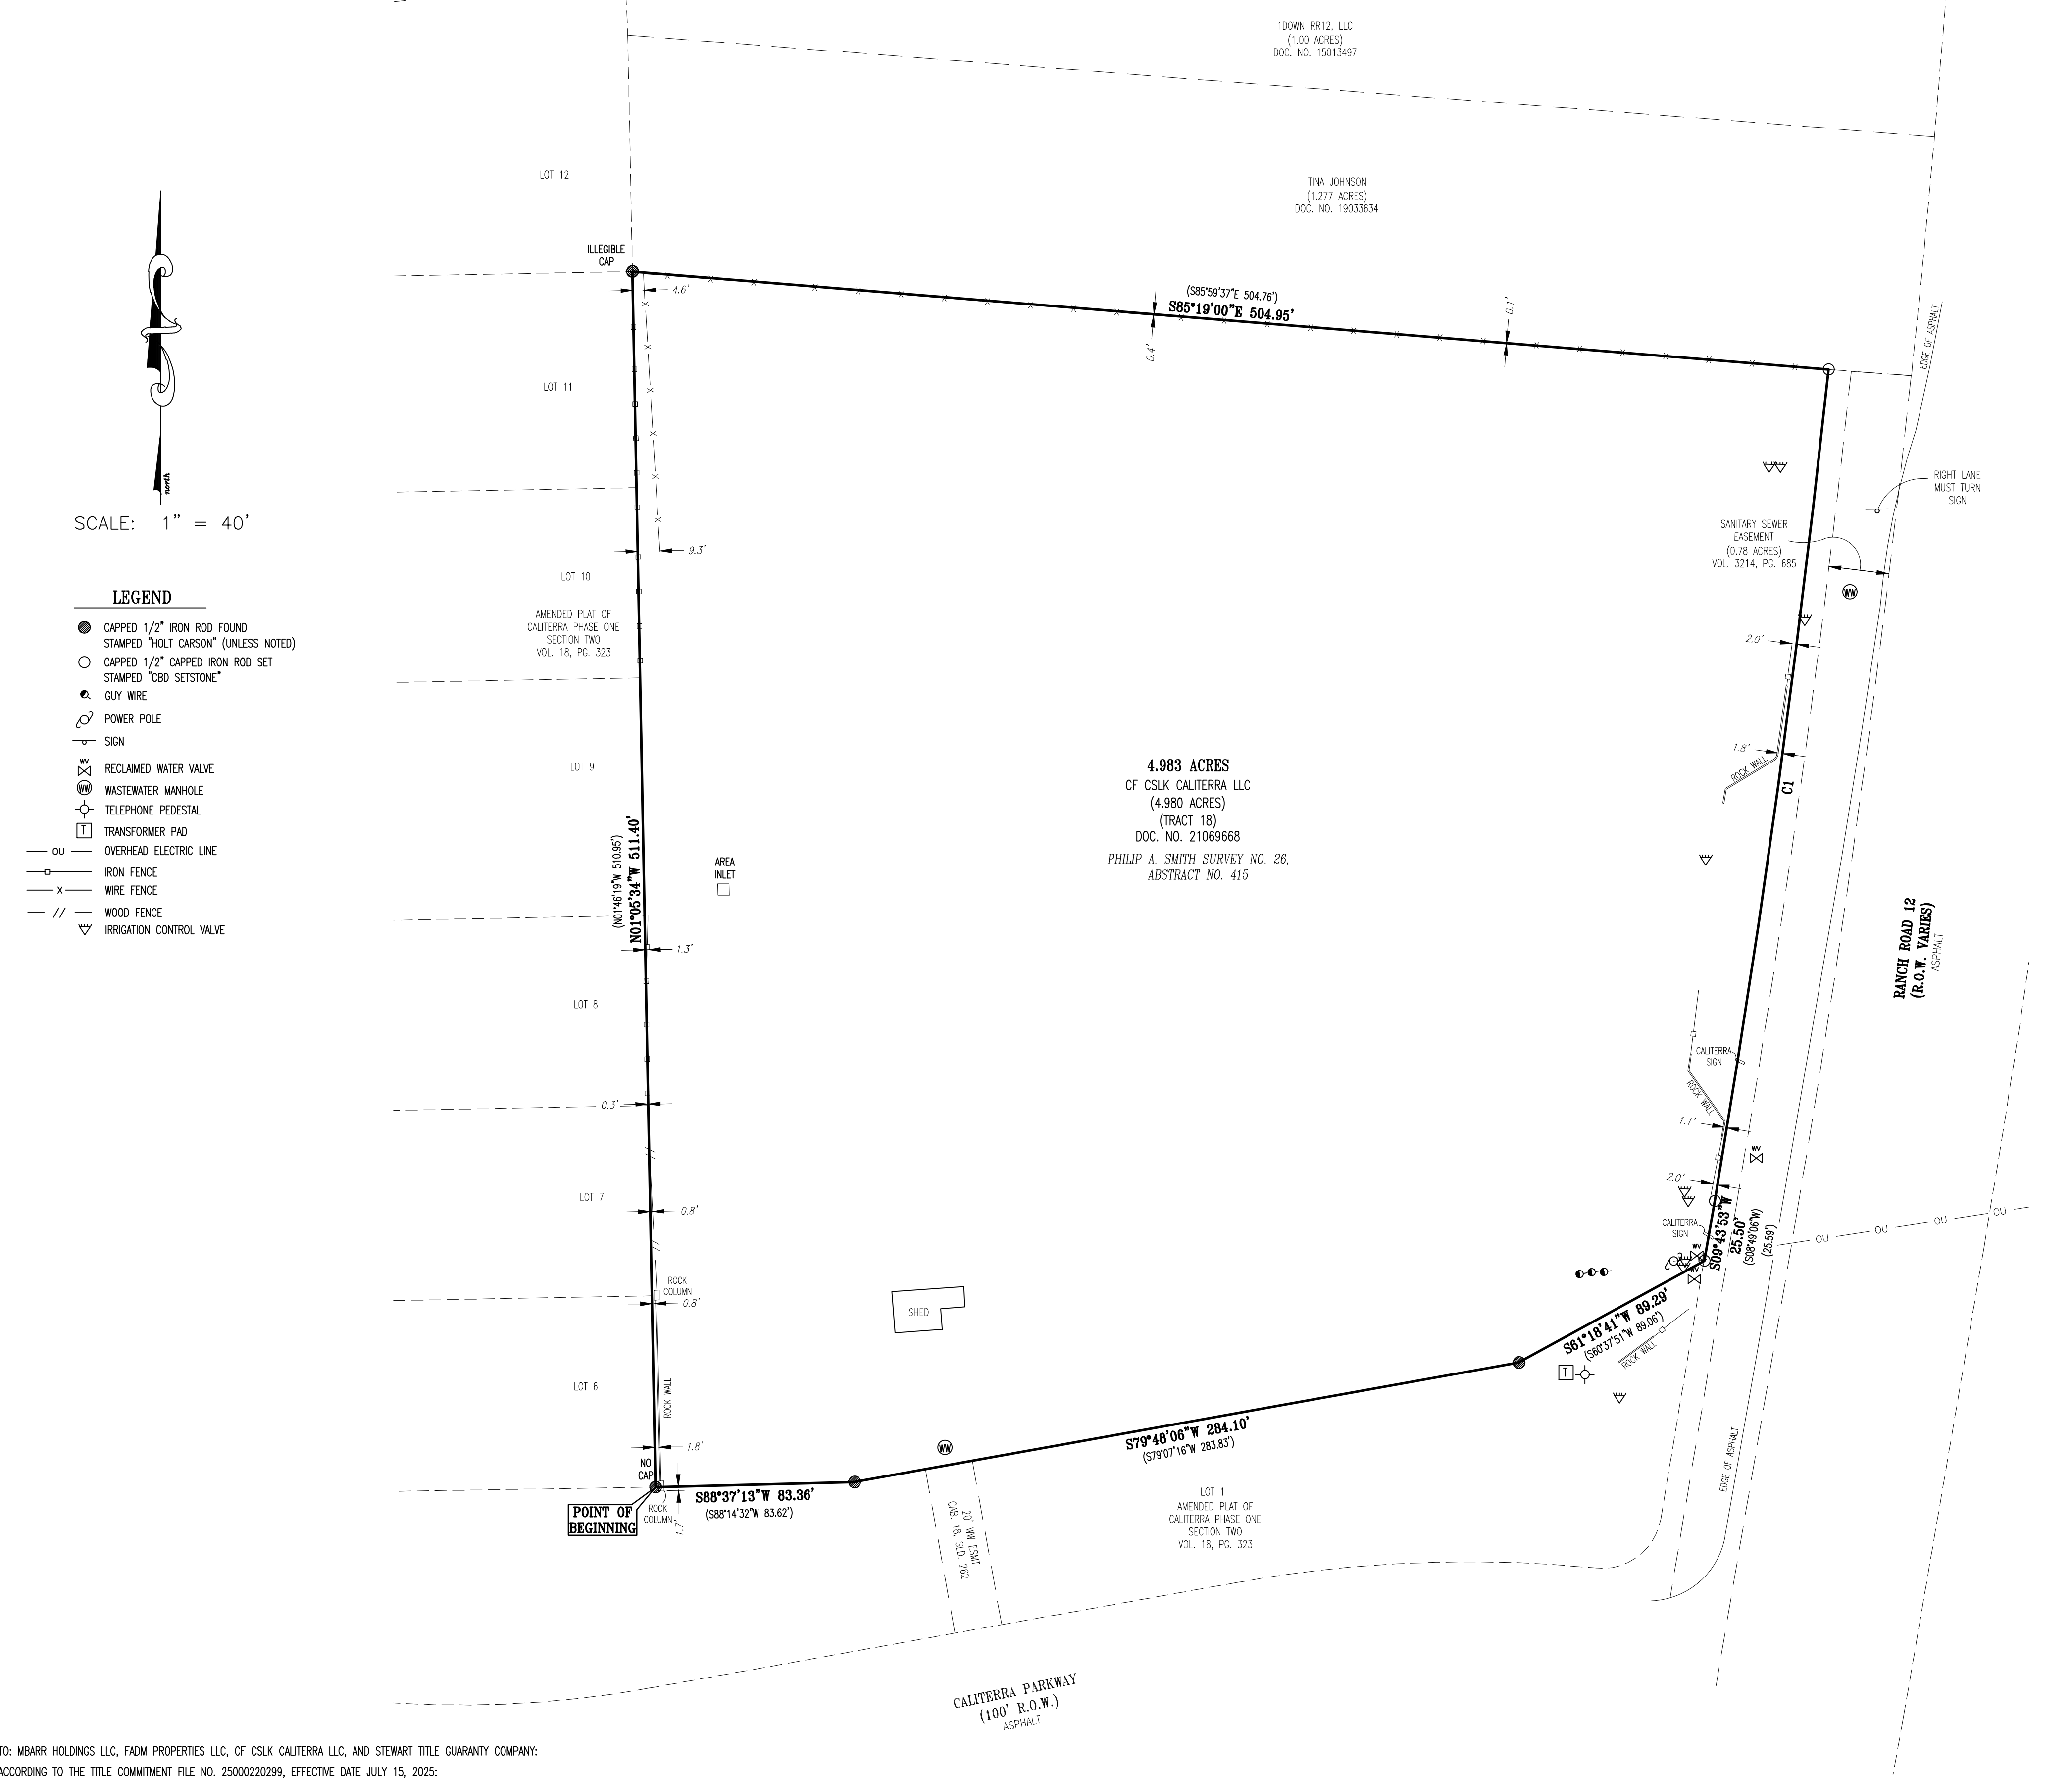 1DOWN RR12, LLC
(1.00 ACRES)
DOC. NO. 15013497
LOT 12
TINA JOHNSON
(1.277 ACRES)
DOC. NO. 19033634
ILLEGIBLE
CAP
4.6'
(S85°59'37"E 504.76')
S85°19'00"E 504.95'
0.4'
0.1'
EDGE OF ASPHALT
north
SCALE: 1" = 40'
LOT 11
RIGHT LANE
MUST TURN
SIGN
SANITARY SEWER
EASEMENT
(0.78 ACRES)
VOL. 3214, PG. 685
WW
9.3'
LOT 10
AMENDED PLAT OF
CALITERRA PHASE ONE
SECTION TWO
VOL. 18, PG. 323
LEGEND
CAPPED 1/2" IRON ROD FOUND
STAMPED "HOLT CARSON" (UNLESS NOTED)
CAPPED 1/2" CAPPED IRON ROD SET
STAMPED "CBD SETSTONE"
GUY WIRE
POWER POLE
SIGN
WV RECLAIMED WATER VALVE
WW WASTEWATER MANHOLE
TELEPHONE PEDESTAL
T TRANSFORMER PAD
OU OVERHEAD ELECTRIC LINE
IRON FENCE
X WIRE FENCE
// WOOD FENCE
IRRIGATION CONTROL VALVE
2.0'
1.8'
ROCK WALL
C1
LOT 9
4.983 ACRES
CF CSLK CALITERRA LLC
(4.980 ACRES)
(TRACT 18)
DOC. NO. 21069668
PHILIP A. SMITH SURVEY NO. 26,
ABSTRACT NO. 415
(N01°46'19"W 510.95')
N01°05'34"W 511.40'
AREA
INLET
RANCH ROAD 12
(R.O.W. VARIES)
ASPHALT
1.3'
LOT 8
CALITERRA
SIGN
ROCK WALL
0.3'
1.1'
WV
LOT 7
0.8'
2.0'
CALITERRA
SIGN
S09°43'53"W
25.50'
(S08°49'06"W)
(25.59')
OU OU OU OU
WV
WV
ROCK
COLUMN
0.8'
SHED
S61°18'41"W 89.29'
(S60°37'51"W 89.06')
ROCK WALL
T
LOT 6
ROCK WALL
1.8'
NO
CAP
WW
S79°48'06"W 284.10'
(S79°07'16"W 283.83')
EDGE OF ASPHALT
S88°37'13"W 83.36'
(S88°14'32"W 83.62')
POINT OF
BEGINNING
ROCK
COLUMN
1.7'
20' WW ESMT
CAB. 18, SLD. 262
LOT 1
AMENDED PLAT OF
CALITERRA PHASE ONE
SECTION TWO
VOL. 18, PG. 323
CALITERRA PARKWAY
(100' R.O.W.)
ASPHALT
TO: MBARR HOLDINGS LLC, FADM PROPERTIES LLC, CF CSLK CALITERRA LLC, AND STEWART TITLE GUARANTY COMPANY:
ACCORDING TO THE TITLE COMMITMENT FILE NO. 25000220299, EFFECTIVE DATE JULY 15, 2025: